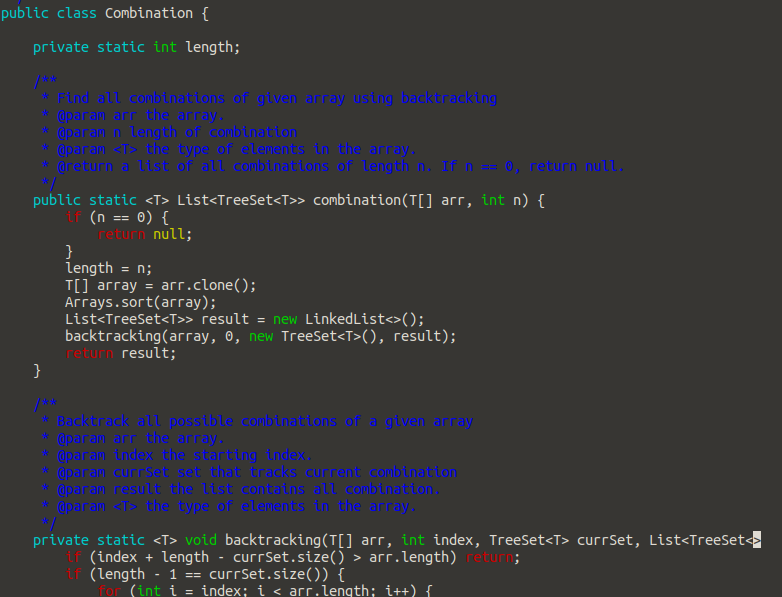 public class Combination {
private static int length;
/**
* Find all combinations of given array using backtracking
* @param arr the array.
* @param n length of combination
* @param <T> the type of elements in the array.
* @return a list of all combinations of length n. If n == 0, return null.
*/
public static <T> List<TreeSet<T>> combination(T[] arr, int n) {
if (n == 0) {
return null;
}
length = n;
T[] array = arr.clone();
Arrays.sort(array);
List<TreeSet<T>> result = new LinkedList<>();
backtracking(array, 0, new TreeSet<T>(), result);
return result;
}
/**
* Backtrack all possible combinations of a given array
* @param arr the array.
* @param index the starting index.
* @param currSet set that tracks current combination
* @param result the list contains all combination.
* @param <T> the type of elements in the array.
*/
private static <T> void backtracking(T[] arr, int index, TreeSet<T> currSet, List<TreeSet<>
if (index + length - currSet.size() > arr.length) return;
if (length - 1 == currSet.size()) {
for (int i = index; i < arr.length; i++) {